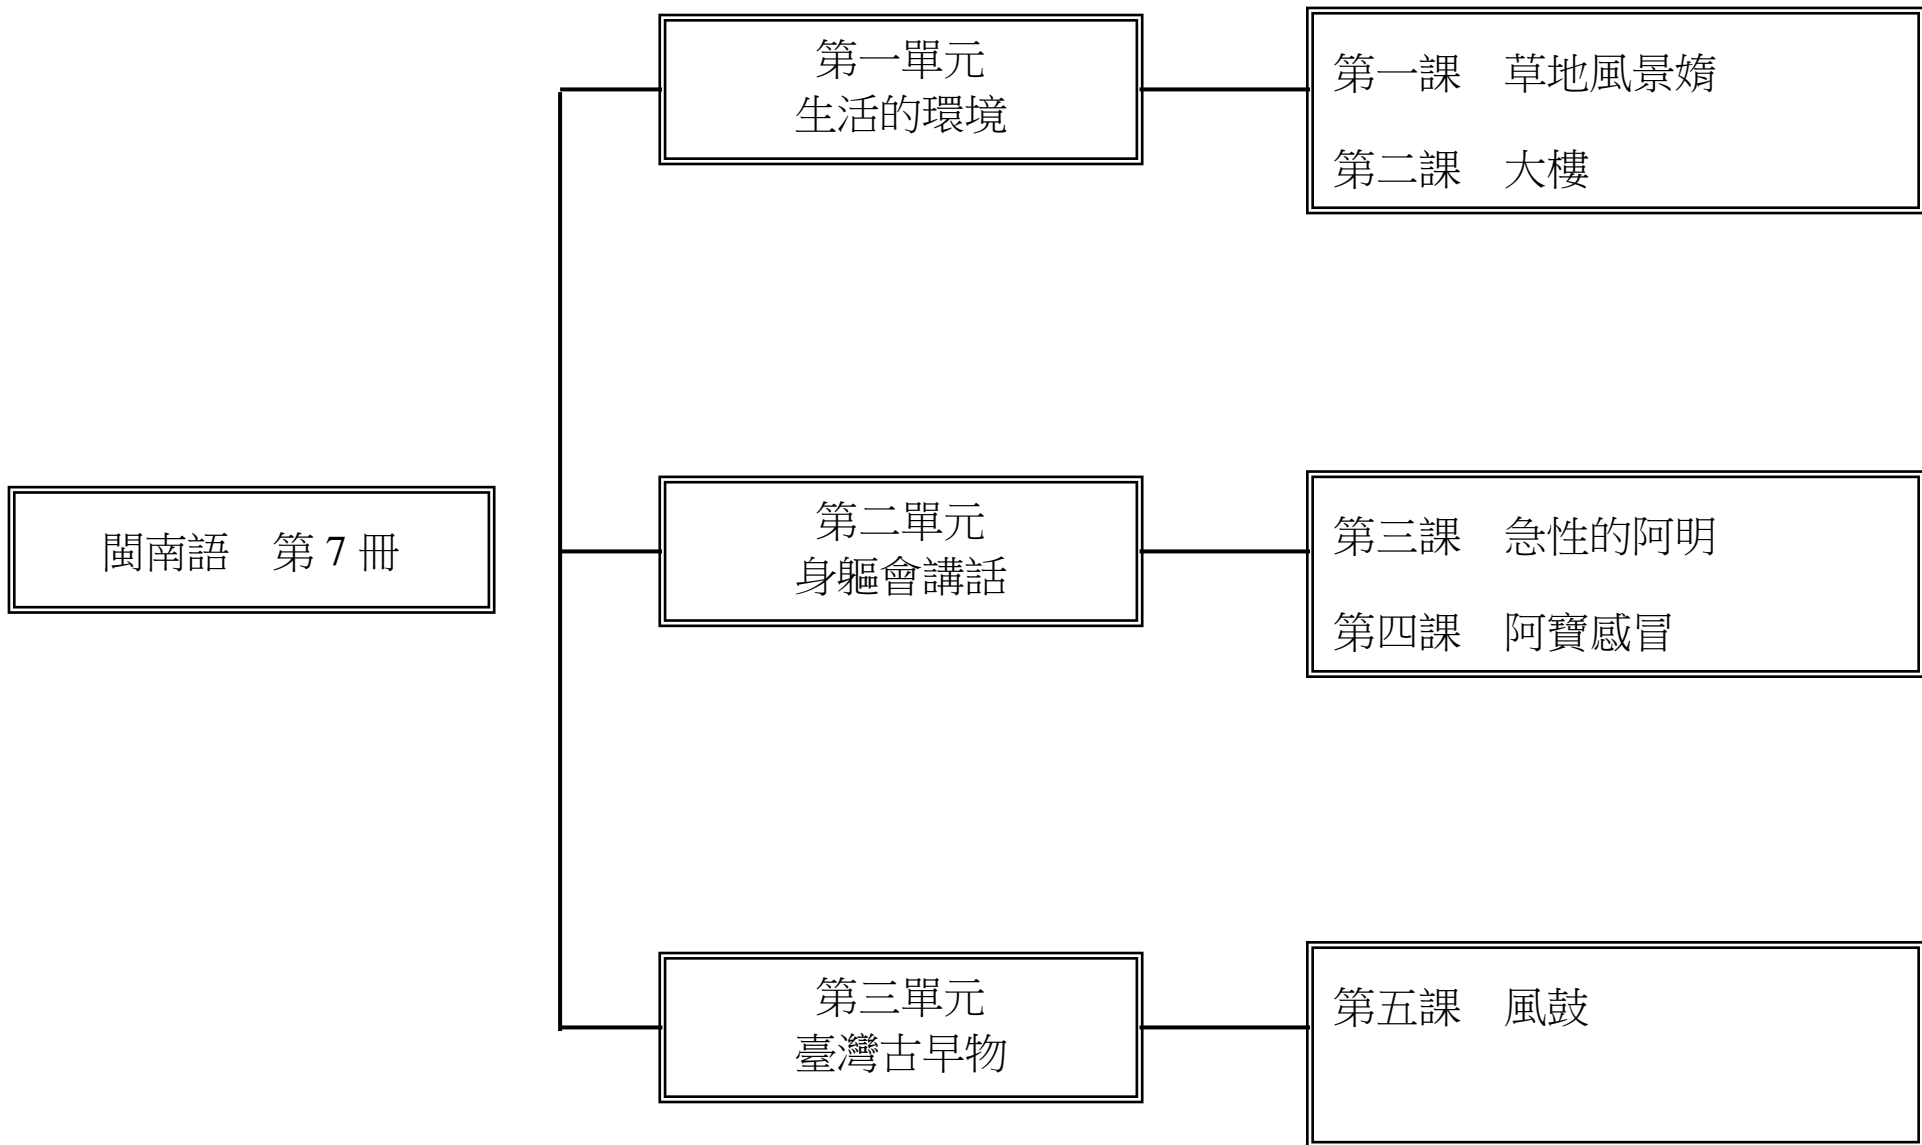 閩南語　第 7 冊
第一單元
生活的環境
第一課　草地風景媠
第二課　大樓
第二單元
身軀會講話
第三課　急性的阿明
第四課　阿寶感冒
第三單元
臺灣古早物
第五課　風鼓